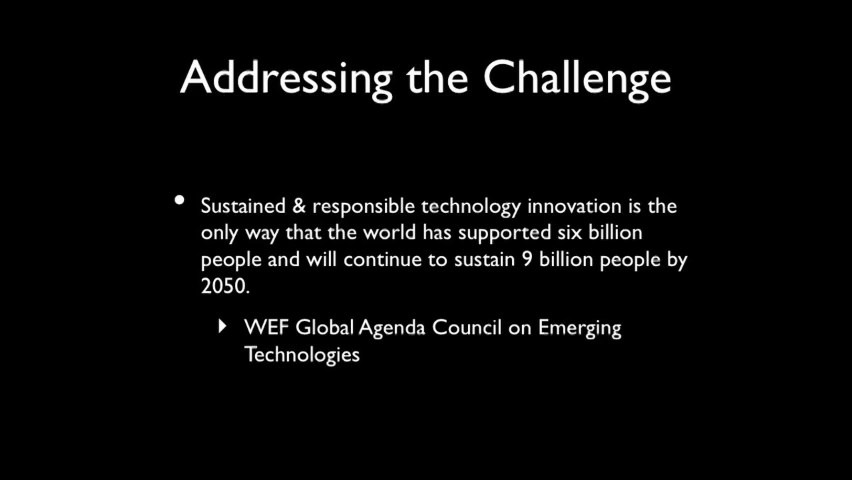 Addressing the Challenge
• Sustained & responsible technology innovation is the
only way that the world has supported six billion
people and will continue to sustain 9 billion people by
2050.
‣ WEF Global Agenda Council on Emerging
Technologies